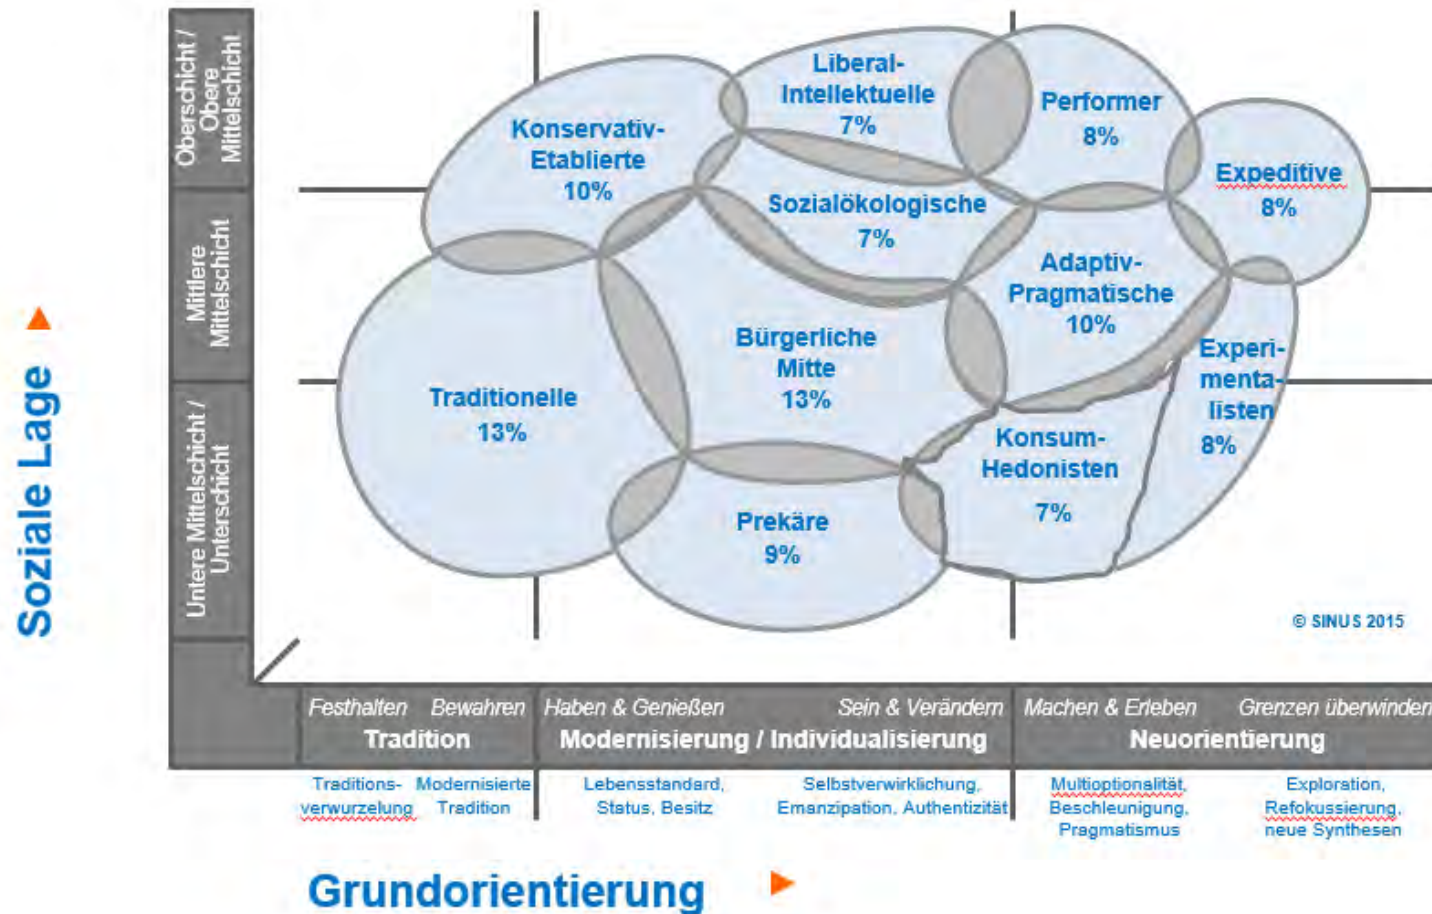 Soziale Lage
Oberschicht /
Obere
Mittelschicht
Mittlere
Mittelschicht
Untere Mittelschicht /
Unterschicht
Konservativ-
Etablierte
10%
Liberal-
Intellektuelle
7%
Performer
8%
Expeditive
8%
Sozialökologische
7%
Adaptiv-
Pragmatische
10%
Traditionelle
13%
Bürgerliche
Mitte
13%
Experi-
menta-
listen
8%
Konsum-
Hedonisten
7%
Prekäre
9%
© SINUS 2015
Festhalten Bewahren
Tradition
Haben & Genießen Sein & Verändern
Modernisierung / Individualisierung
Machen & Erleben Grenzen überwinden
Neuorientierung
Traditions-
verwurzelung
Modernisierte
Tradition
Lebensstandard,
Status, Besitz
Selbstverwirklichung,
Emanzipation, Authentizität
Multioptionalität,
Beschleunigung,
Pragmatismus
Exploration,
Refokussierung,
neue Synthesen
Grundorientierung